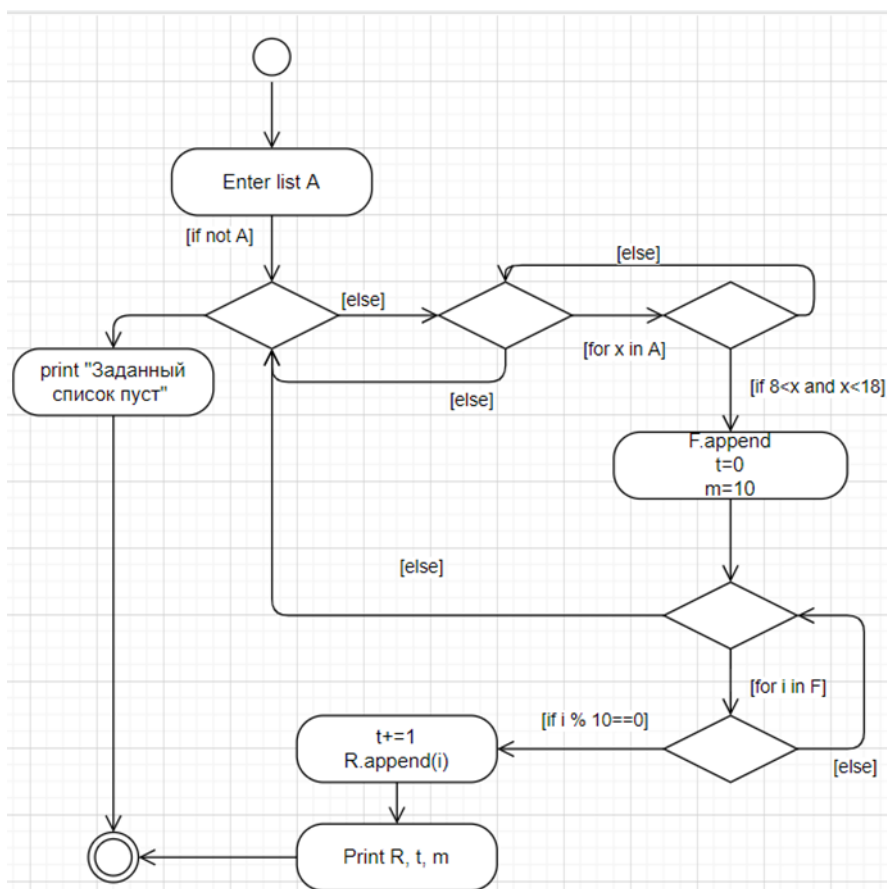 Enter list A
[if not A]
[else]
[else]
[for x in A]
print "Заданный
список пуст"
[else]
[if 8<x and x<18]
F.append
t=0
m=10
[else]
[for i in F]
[if i % 10==0]
t+=1
R.append(i)
[else]
Print R, t, m